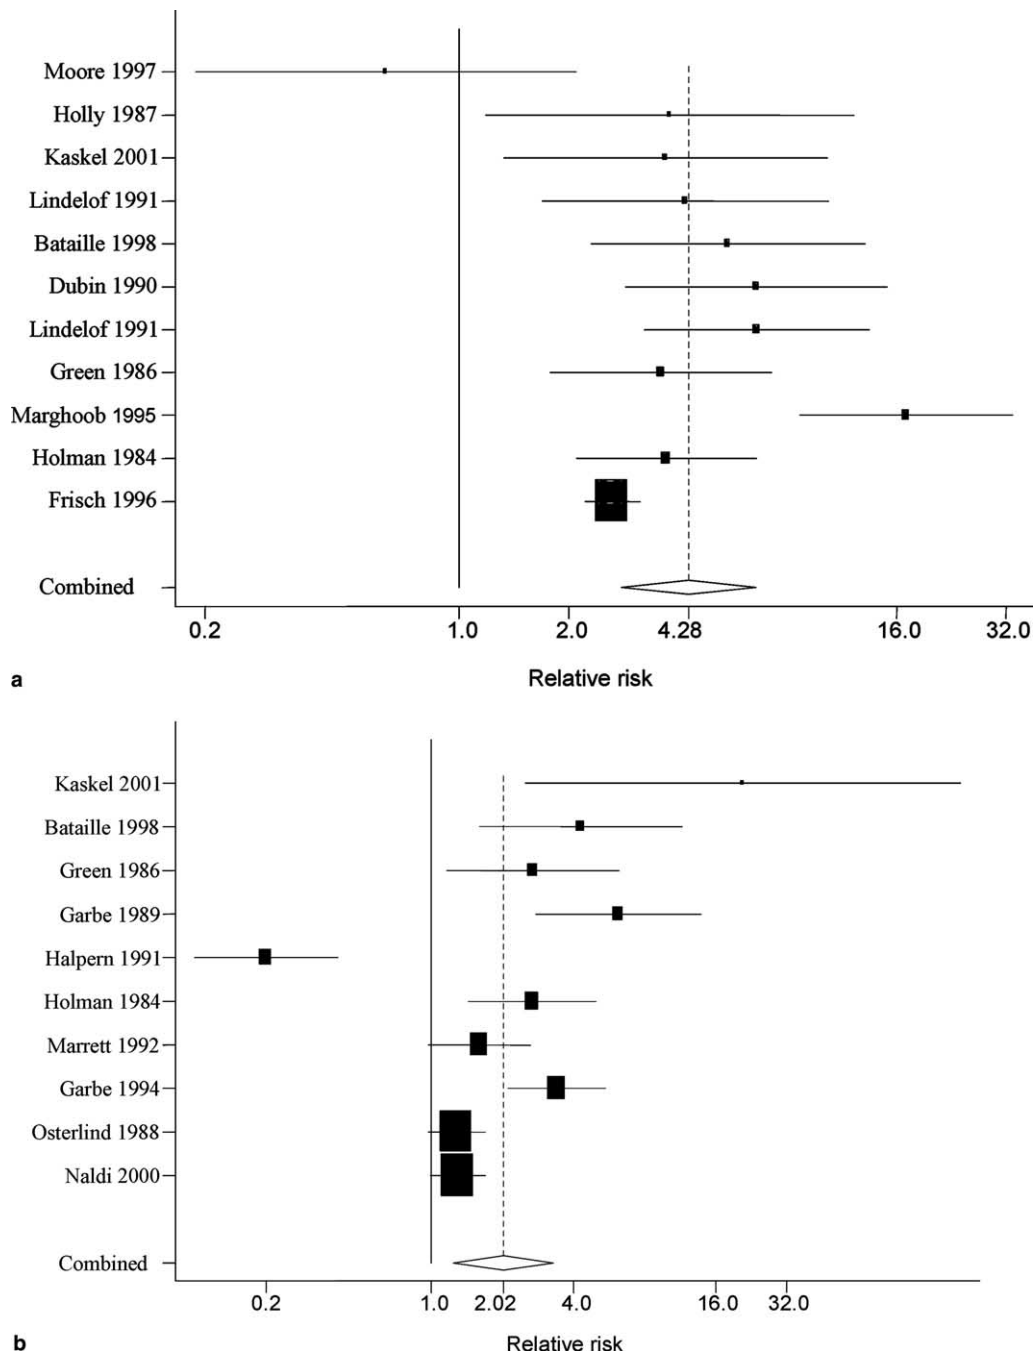 Moore 1997
Holly 1987
Kaskel 2001
Lindelof 1991
Bataille 1998
Dubin 1990
Lindelof 1991
Green 1986
Marghoob 1995
Holman 1984
Frisch 1996
Combined
0.2 1.0 2.0 4.28 16.0 32.0
a Relative risk
Kaskel 2001
Bataille 1998
Green 1986
Garbe 1989
Halpern 1991
Holman 1984
Marrett 1992
Garbe 1994
Osterlind 1988
Naldi 2000
Combined
0.2 1.0 2.02 4.0 16.0 32.0
b Relative risk